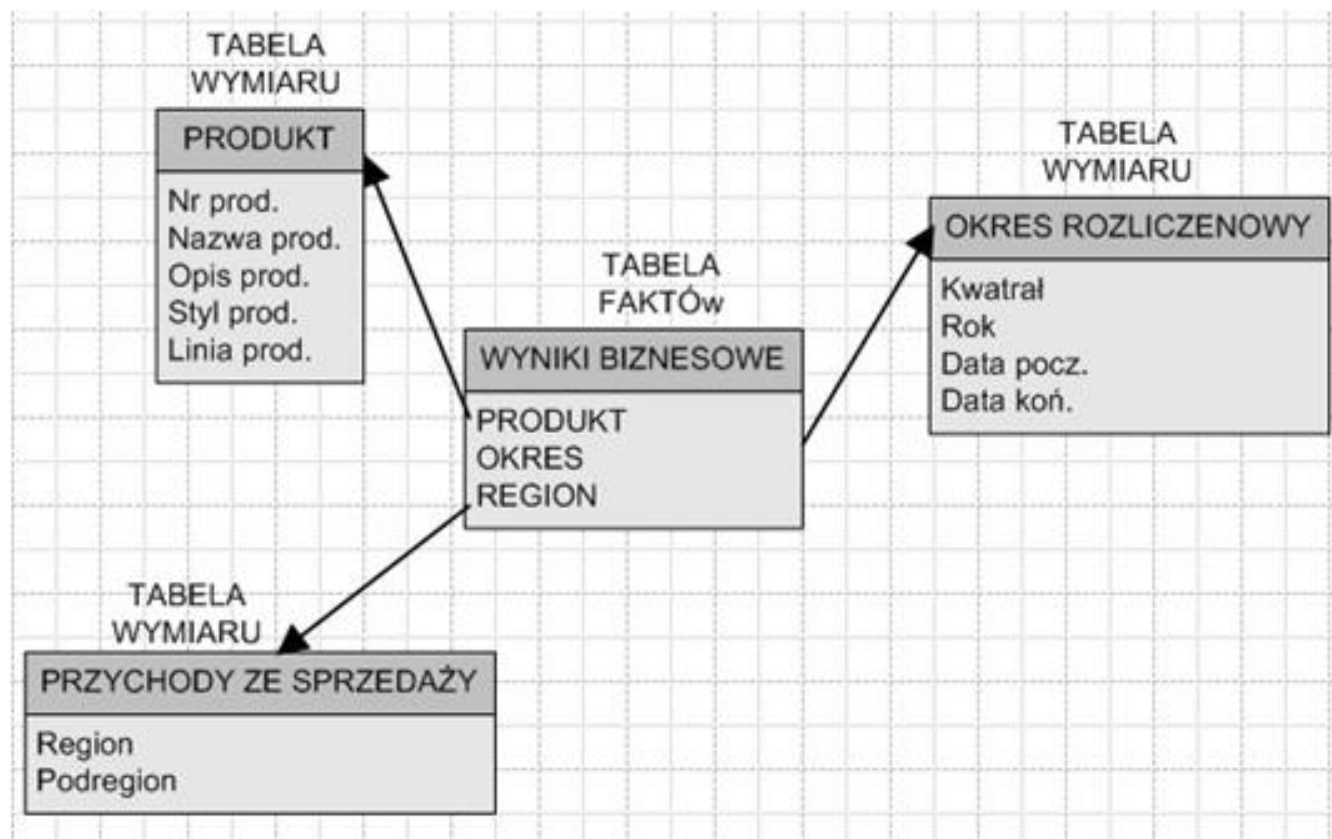 TABELA
WYMIARU
PRODUKT
Nr prod.
Nazwa prod.
Opis prod.
Styl prod.
Linia prod.
TABELA
WYMIARU
OKRES ROZLICZENOWY
Kwatrał
Rok
Data pocz.
Data koń.
TABELA
FAKTÓw
WYNIKI BIZNESOWE
PRODUKT
OKRES
REGION
TABELA
WYMIARU
PRZYCHODY ZE SPRZEDAŻY
Region
Podregion